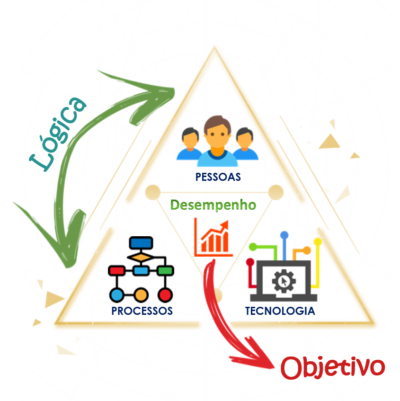 Lógica
PESSOAS
Desempenho
PROCESSOS
TECNOLOGIA
Objetivo